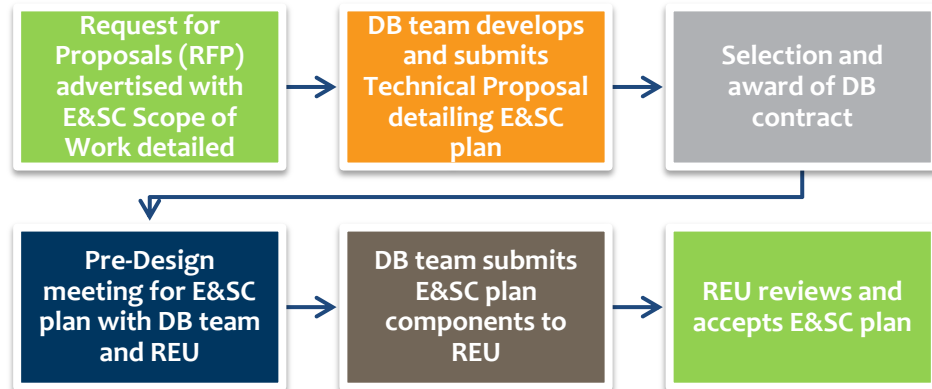 Request for
Proposals (RFP)
advertised with
E&SC Scope of
Work detailed
DB team develops
and submits
Technical Proposal
detailing E&SC
plan
Selection and
award of DB
contract
Pre-Design
meeting for E&SC
plan with DB team
and REU
DB team submits
E&SC plan
components to
REU
REU reviews and
accepts E&SC plan